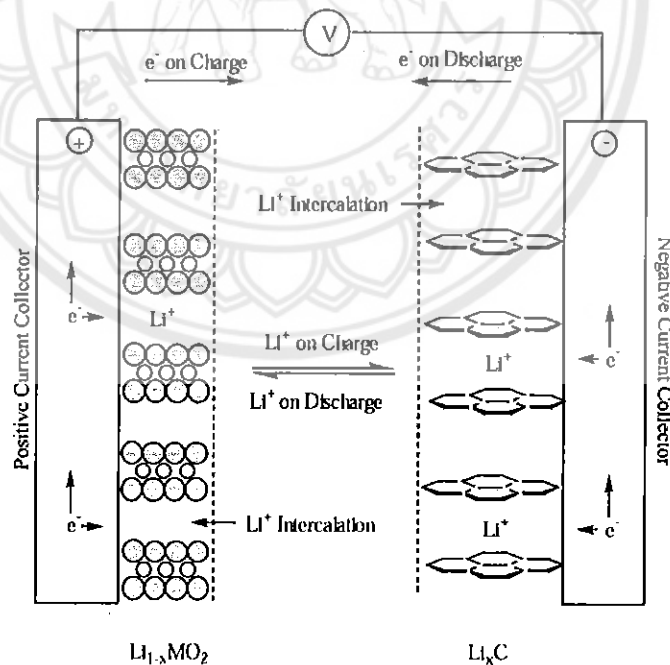 V
e⁻ on Charge
e⁻ on Discharge
+
-
Li⁺ Intercalation
Positive Current Collector
Negative Current Collector
e⁻
Li⁺
Li⁺ on Charge
Li⁺ on Discharge
Li⁺
e⁻
e⁻
Li⁺ Intercalation
Li⁺
e⁻
Li₁₋ₓMO₂
LiₓC